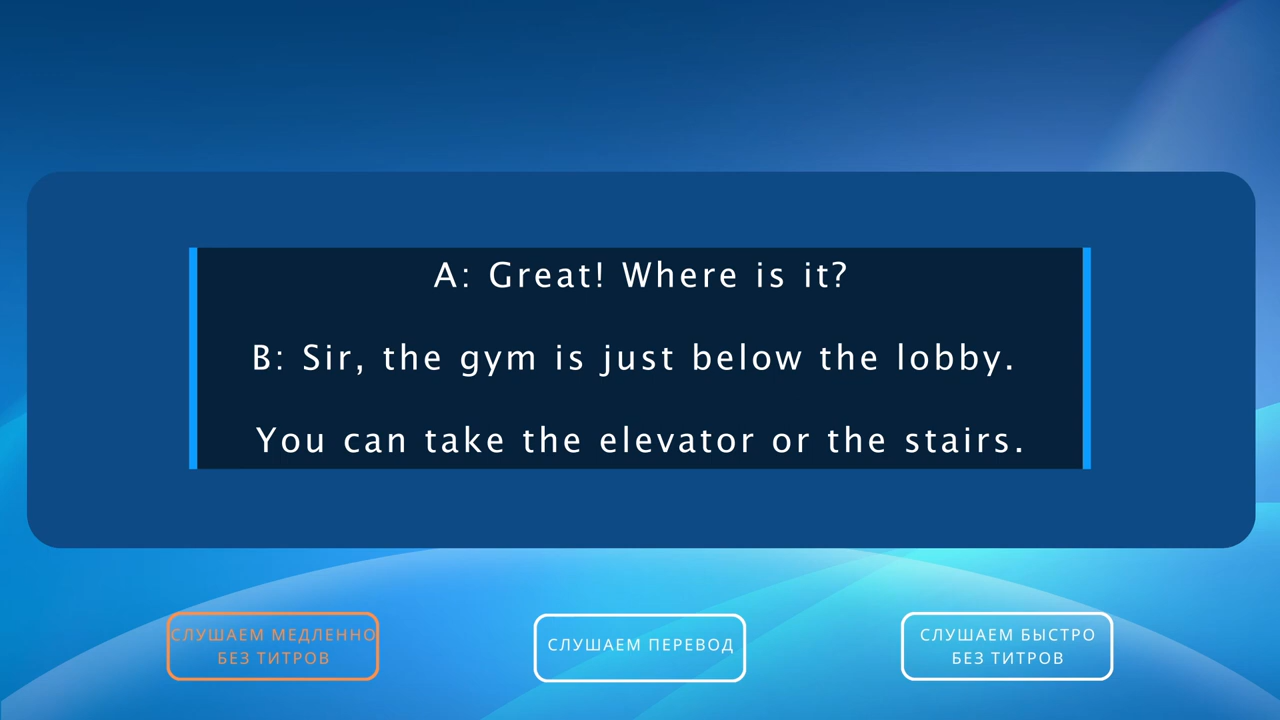 A: Great! Where is it?
B: Sir, the gym is just below the lobby.
You can take the elevator or the stairs.
СЛУШАЕМ МЕДЛЕННО
БЕЗ ТИТРОВ
СЛУШАЕМ ПЕРЕВОД
СЛУШАЕМ БЫСТРО
БЕЗ ТИТРОВ